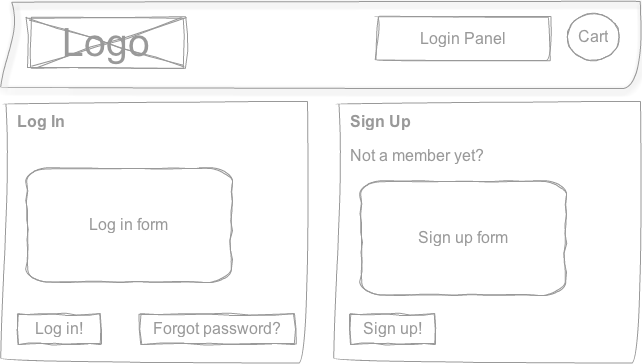 Logo
Login Panel
Cart
Log In
Log in form
Log in!
Forgot password?
Sign Up
Not a member yet?
Sign up form
Sign up!